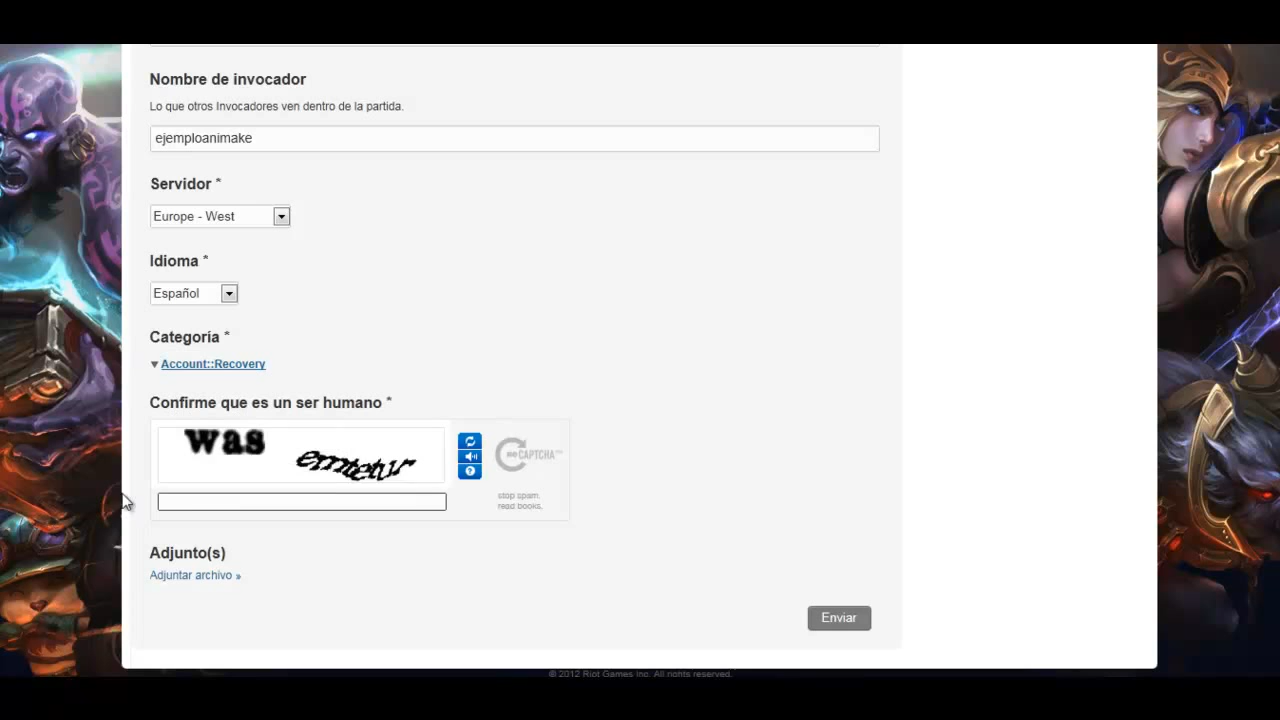 Nombre de invocador
Lo que otros Invocadores ven dentro de la partida.
ejemploanimake
Servidor *
Europe - West
Idioma *
Español
Categoría *
Account::Recovery
Confirme que es un ser humano *
was
CAPTCHA™
stop spam.
read books.
Adjunto(s)
Adjuntar archivo »
Enviar
© 2012 Riot Games Inc. All rights reserved.